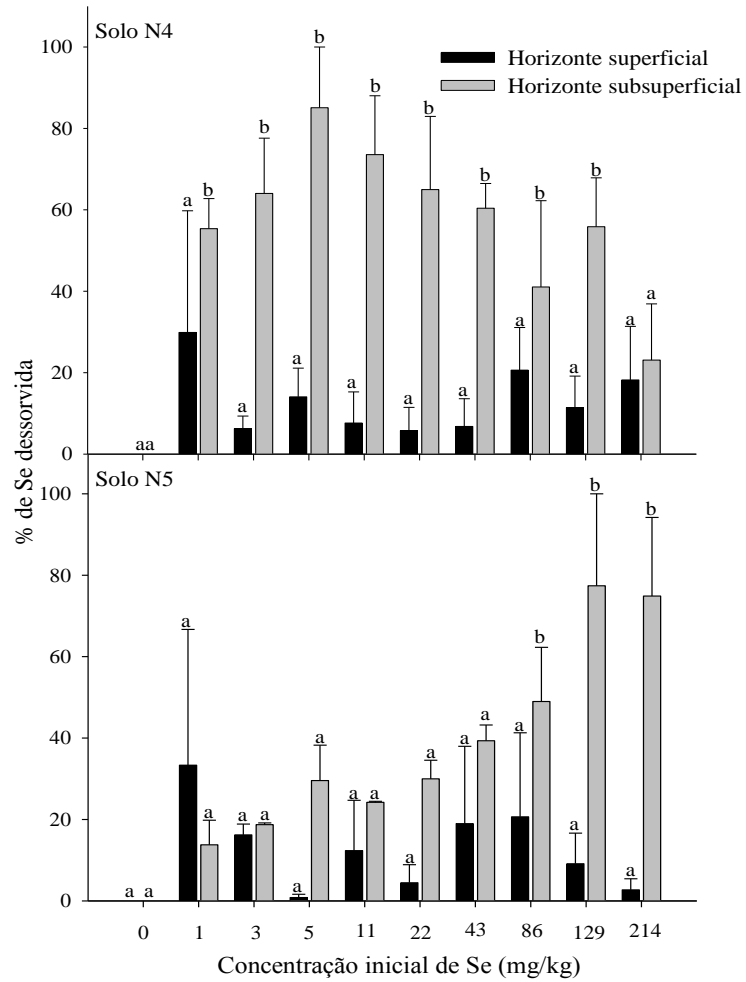 Solo N4
Horizonte superficial
Horizonte subsuperficial
% de Se dessorvida
100
80
60
40
20
0
aa
a b
a b
a b
a b
a b
a b
a b
a b
a a
Solo N5
100
80
60
40
20
0
a a
a a
a a
a a
a a
a a
a a
a b
a b
a b
0 1 3 5 11 22 43 86 129 214
Concentração inicial de Se (mg/kg)